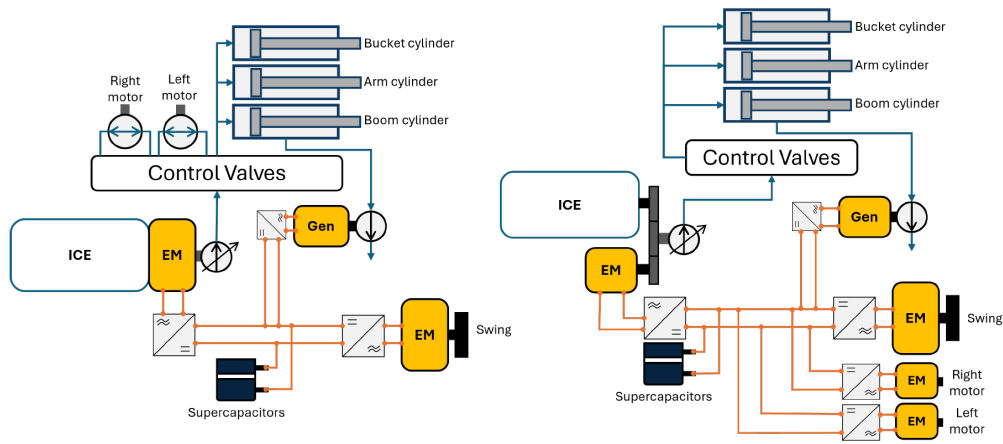 Bucket cylinder
Arm cylinder
Boom cylinder
Right
motor
Left
motor
Control Valves
ICE
EM
Gen
EM
Swing
Supercapacitors
Bucket cylinder
Arm cylinder
Boom cylinder
Control Valves
ICE
Gen
EM
EM
Swing
Supercapacitors
EM
Right
motor
EM
Left
motor